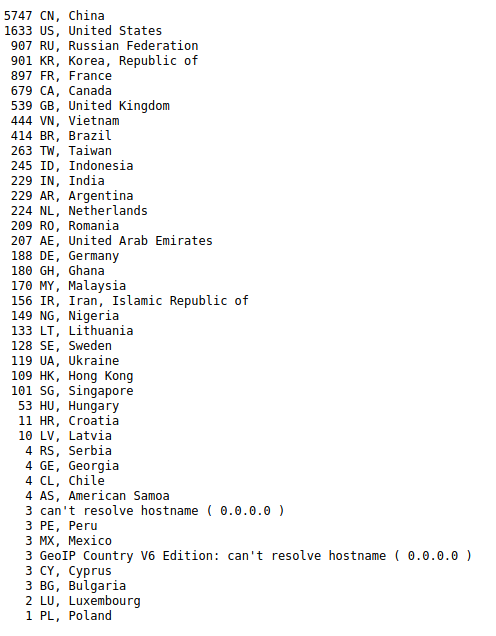 5747 CN, China
1633 US, United States
907 RU, Russian Federation
901 KR, Korea, Republic of
897 FR, France
679 CA, Canada
539 GB, United Kingdom
444 VN, Vietnam
414 BR, Brazil
263 TW, Taiwan
245 ID, Indonesia
229 IN, India
229 AR, Argentina
224 NL, Netherlands
209 RO, Romania
207 AE, United Arab Emirates
188 DE, Germany
180 GH, Ghana
170 MY, Malaysia
156 IR, Iran, Islamic Republic of
149 NG, Nigeria
133 LT, Lithuania
128 SE, Sweden
119 UA, Ukraine
109 HK, Hong Kong
101 SG, Singapore
53 HU, Hungary
11 HR, Croatia
10 LV, Latvia
4 RS, Serbia
4 GE, Georgia
4 CL, Chile
4 AS, American Samoa
3 can't resolve hostname ( 0.0.0.0 )
3 PE, Peru
3 MX, Mexico
3 GeoIP Country V6 Edition: can't resolve hostname ( 0.0.0.0 )
3 CY, Cyprus
3 BG, Bulgaria
2 LU, Luxembourg
1 PL, Poland